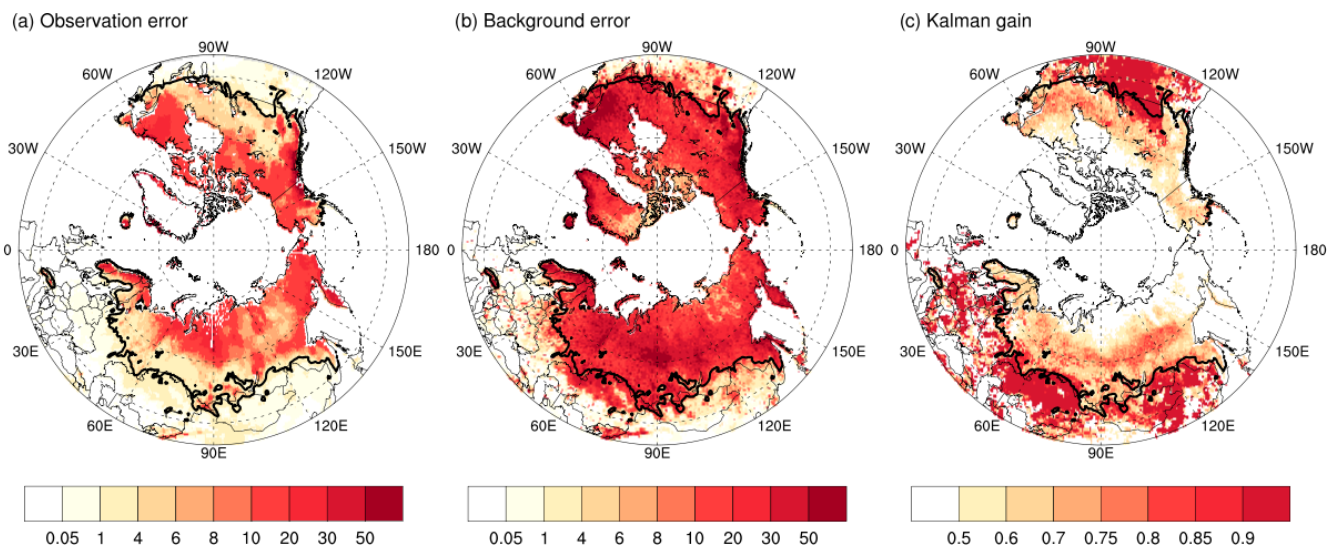 (a) Observation error
(b) Background error
(c) Kalman gain
90W
60W
120W
30W
150W
0
180
30E
150E
60E
120E
90E
90W
60W
120W
30W
150W
0
180
30E
150E
60E
120E
90E
90W
60W
120W
30W
150W
0
180
30E
150E
60E
120E
90E
0.05 1 4 6 8 10 20 30 50
0.05 1 4 6 8 10 20 30 50
0.5 0.6 0.7 0.75 0.8 0.85 0.9